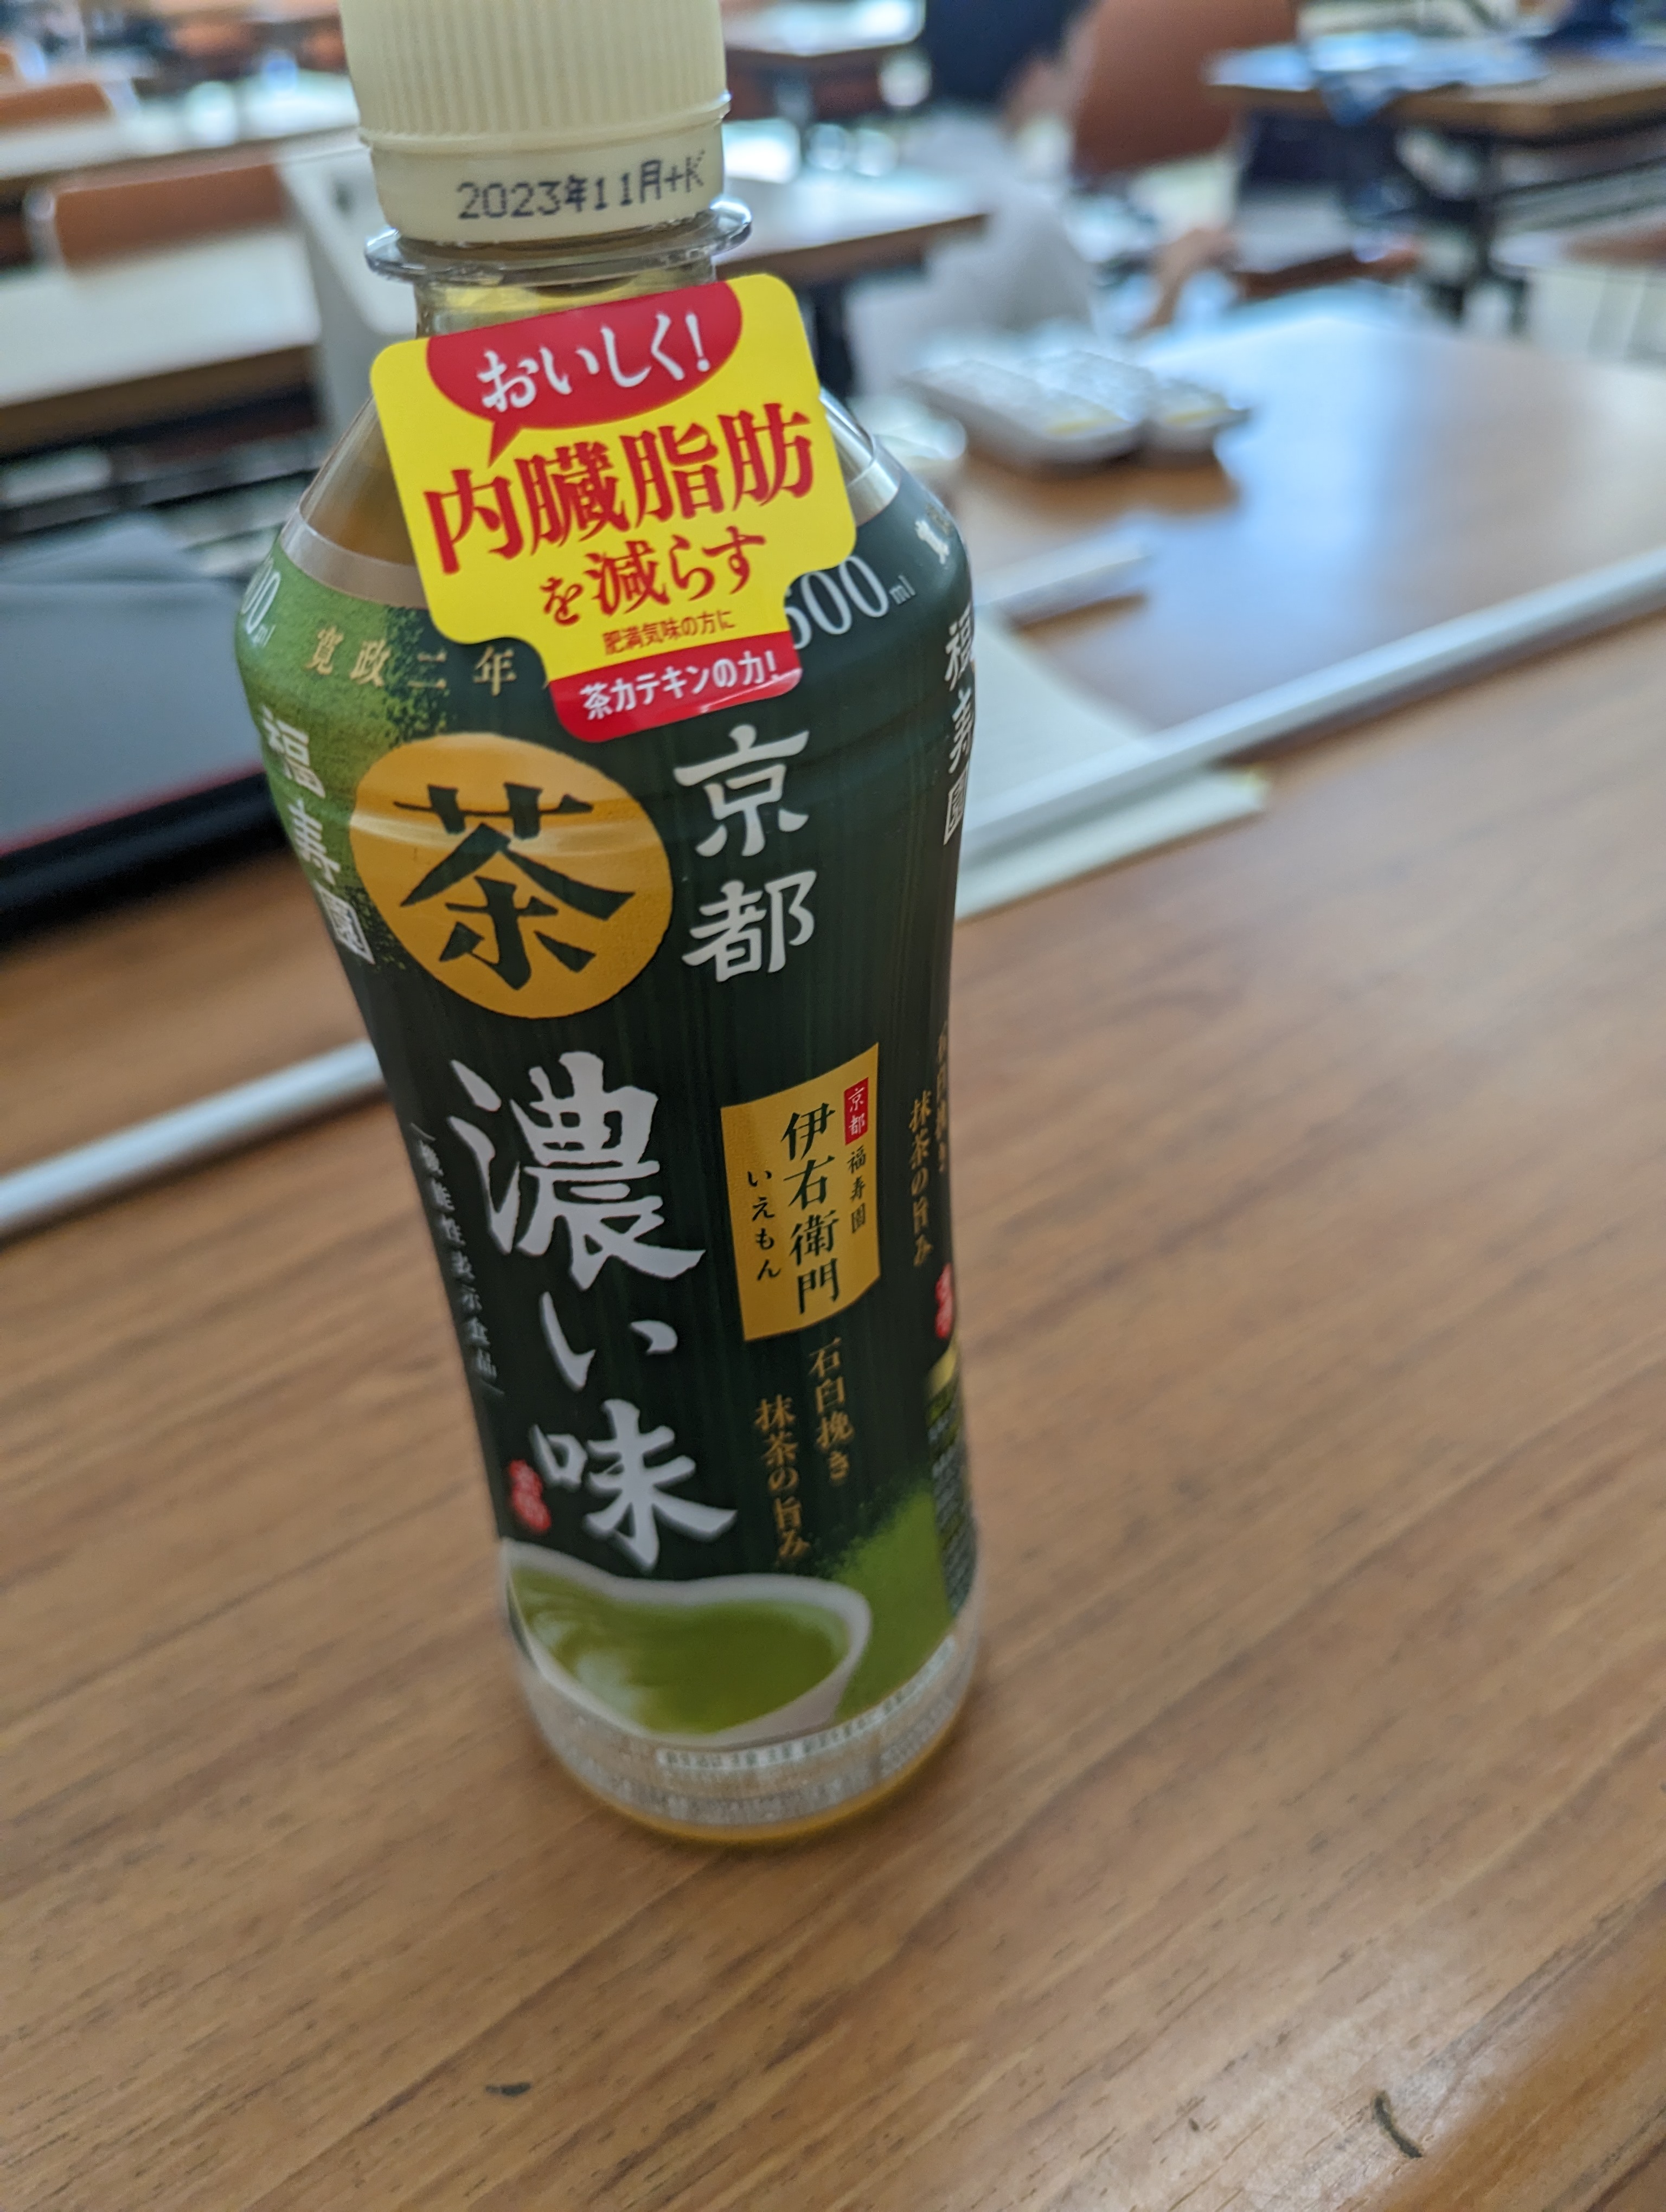 2023年11月+K
おいしく!
内臓脂肪
を減らす
肥満気味の方に
茶カテキンの力!
寛政二年
福寿園
茶
京都
濃い味
機能性表示食品
京都
福寿園
伊右衛門
いえもん
石臼挽き
抹茶の旨み
福寿園
抹茶の旨み